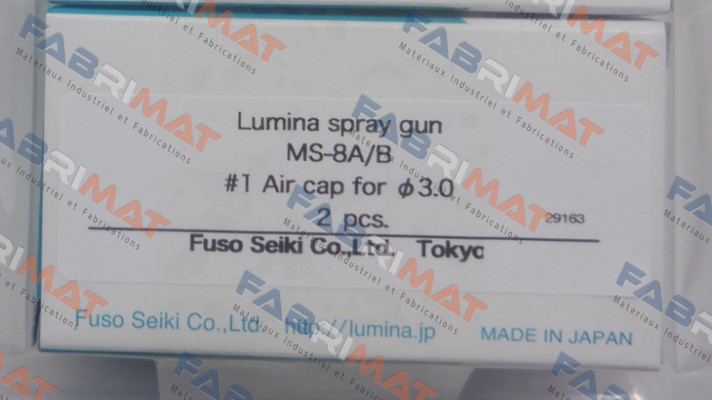 Lumina spray gun
MS-8A/B
#1 Air cap for φ3.0
2 pcs.
29163
Fuso Seiki Co.,Ltd. Tokyo
Fuso Seiki Co.,Ltd. http://lumina.jp MADE IN JAPAN
FABRIMAT
Materiaux Industriel et Fabrications